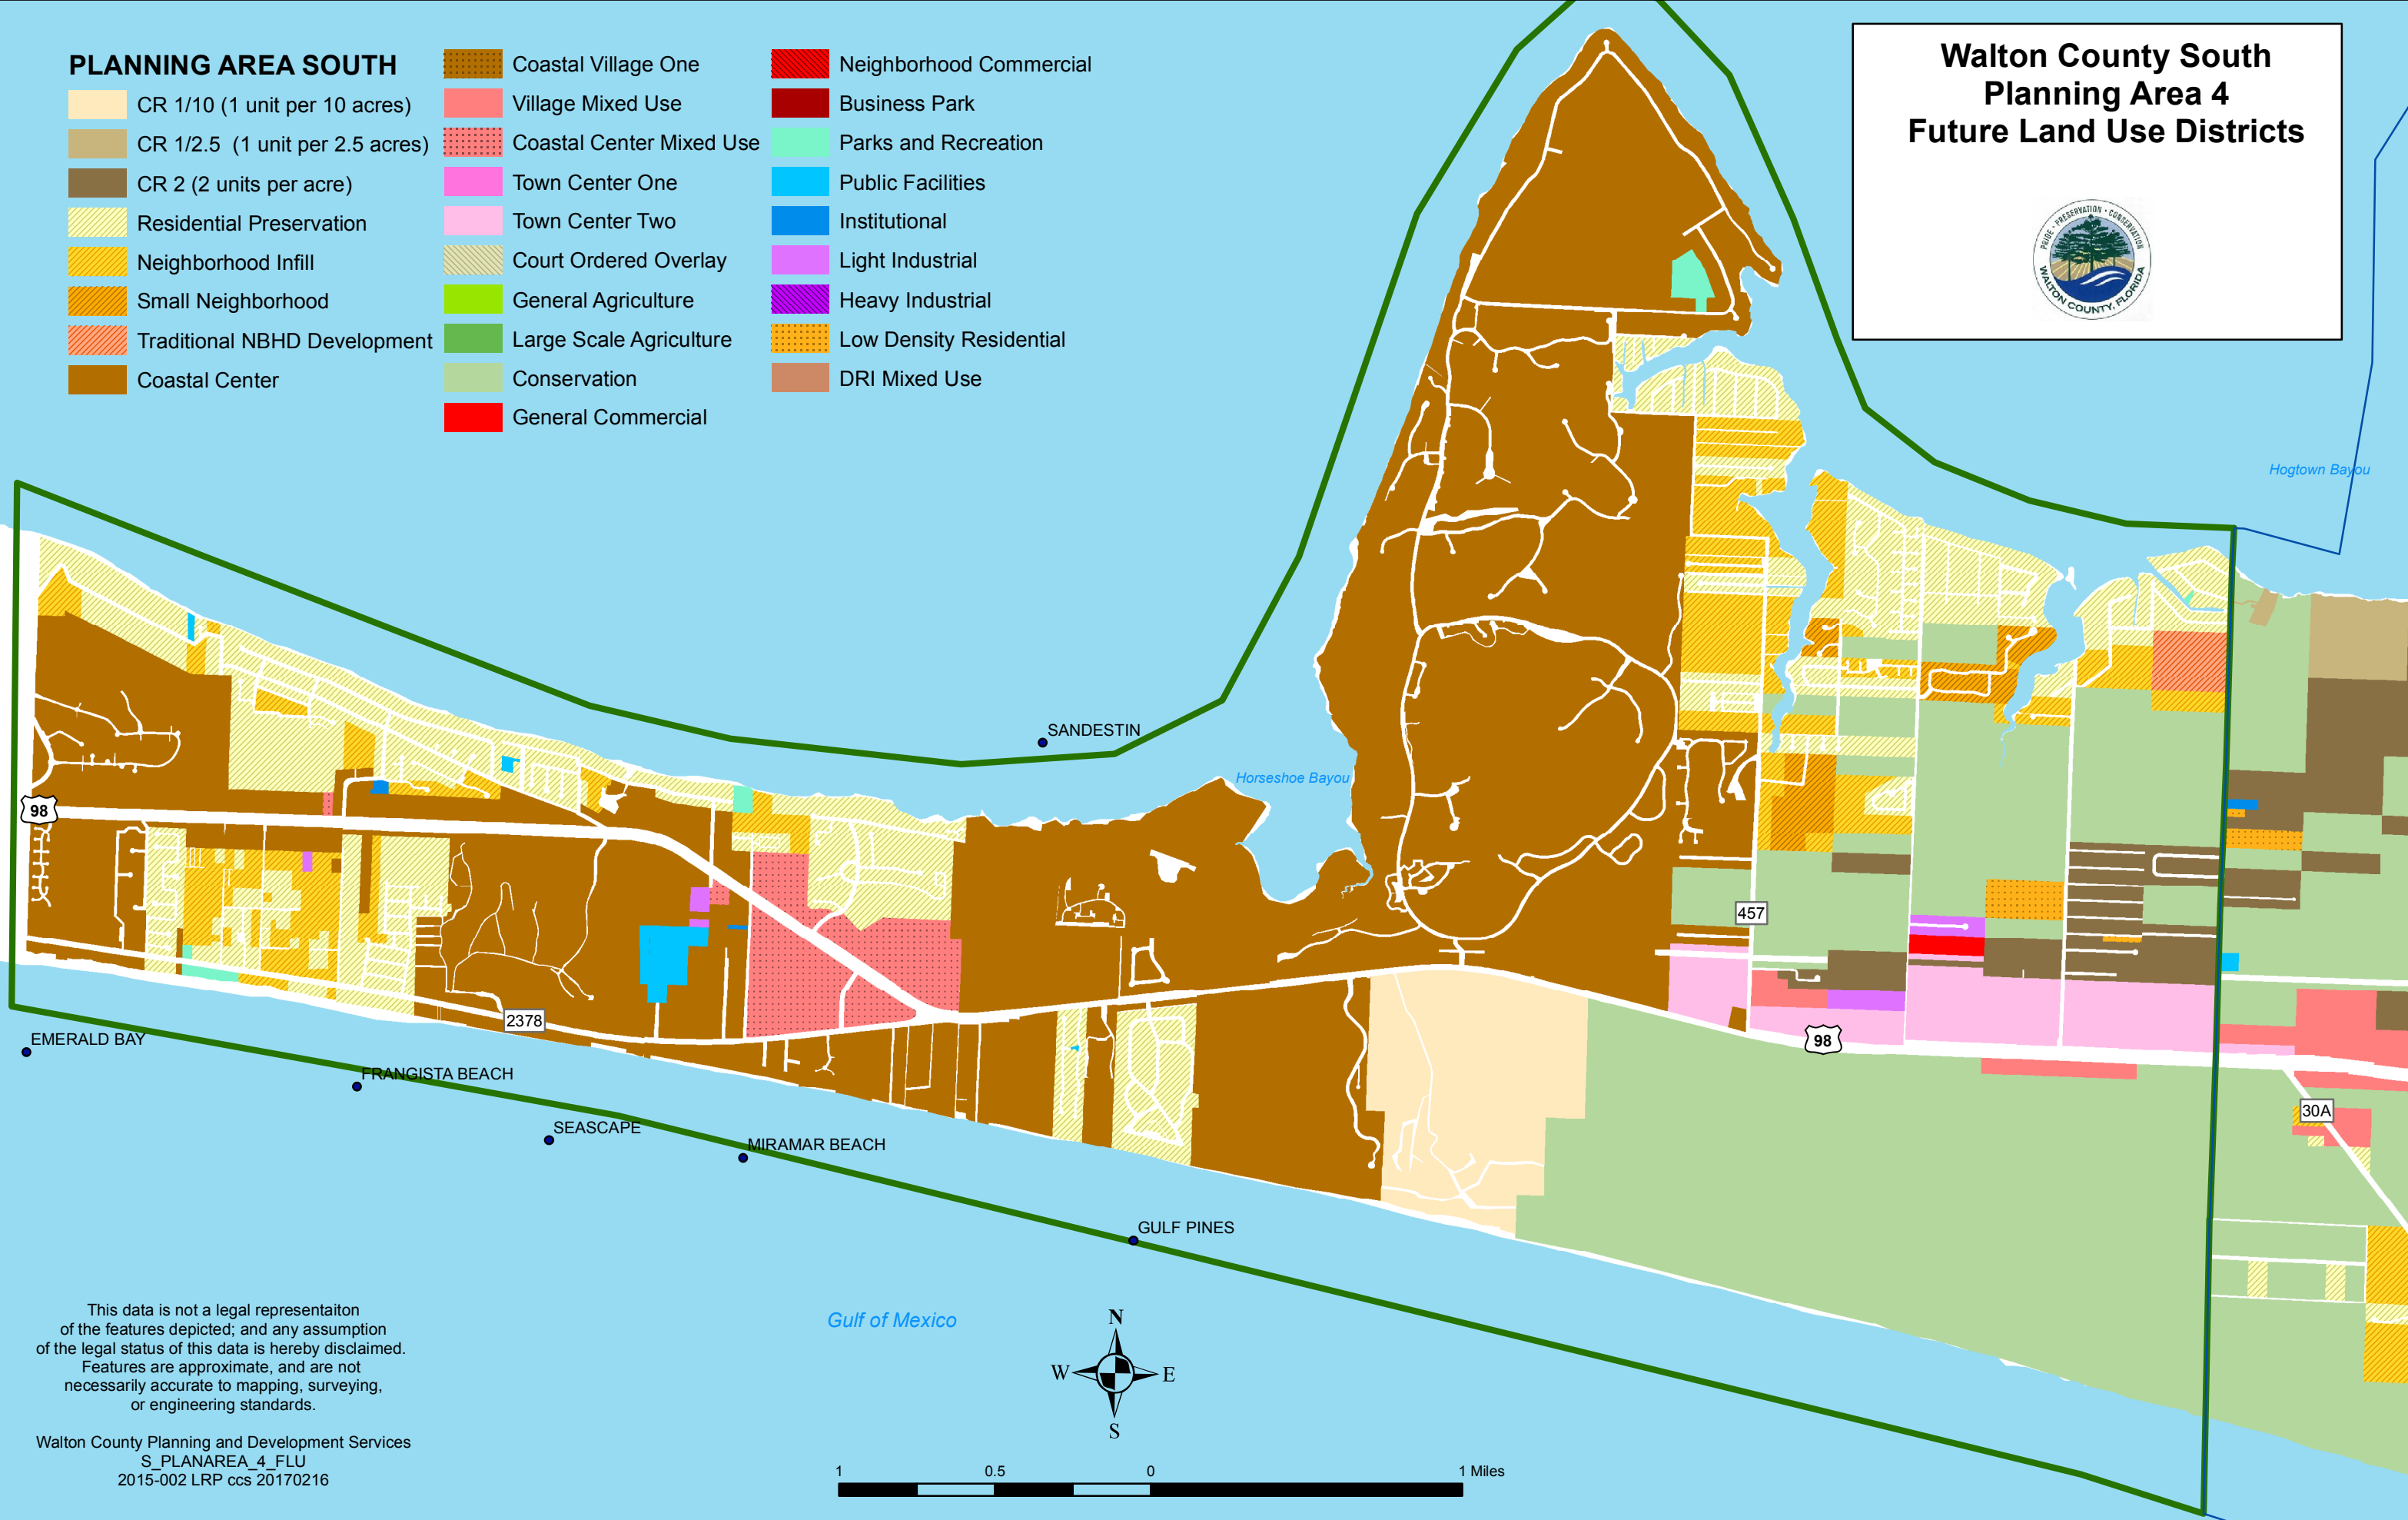 PLANNING AREA SOUTH
CR 1/10 (1 unit per 10 acres)
CR 1/2.5 (1 unit per 2.5 acres)
CR 2 (2 units per acre)
Residential Preservation
Neighborhood Infill
Small Neighborhood
Traditional NBHD Development
Coastal Center
Coastal Village One
Village Mixed Use
Coastal Center Mixed Use
Town Center One
Town Center Two
Court Ordered Overlay
General Agriculture
Large Scale Agriculture
Conservation
General Commercial
Neighborhood Commercial
Business Park
Parks and Recreation
Public Facilities
Institutional
Light Industrial
Heavy Industrial
Low Density Residential
DRI Mixed Use
Walton County South
Planning Area 4
Future Land Use Districts
PRIDE • PRESERVATION • CONSERVATION
WALTON COUNTY, FLORIDA
Hogtown Bayou
SANDESTIN
Horseshoe Bayou
98
457
2378
98
30A
EMERALD BAY
FRANGISTA BEACH
SEASCAPE
MIRAMAR BEACH
GULF PINES
Gulf of Mexico
N
W
E
S
1
0.5
0
1 Miles
This data is not a legal representaiton
of the features depicted; and any assumption
of the legal status of this data is hereby disclaimed.
Features are approximate, and are not
necessarily accurate to mapping, surveying,
or engineering standards.
Walton County Planning and Development Services
S_PLANAREA_4_FLU
2015-002 LRP ccs 20170216